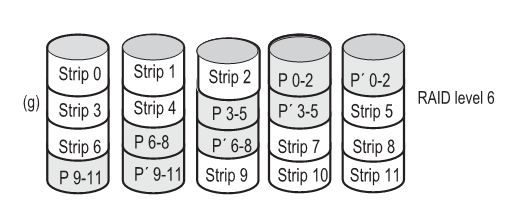 Strip 0 Strip 1 Strip 2 P 0-2 P´ 0-2
(g) Strip 3 Strip 4 P 3-5 P´ 3-5 Strip 5 RAID level 6
Strip 6 P 6-8 P´ 6-8 Strip 7 Strip 8
P 9-11 P´ 9-11 Strip 9 Strip 10 Strip 11